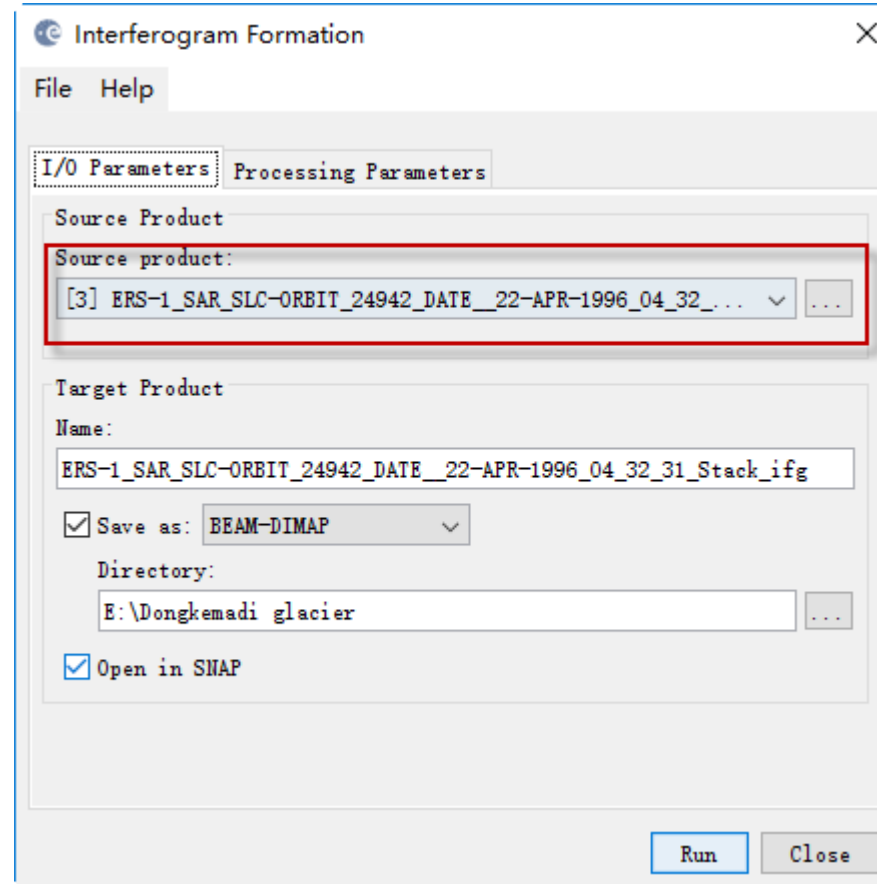 Interferogram Formation
File Help
I/O Parameters Processing Parameters
Source Product
Source product:
[3] ERS-1_SAR_SLC-ORBIT_24942_DATE__22-APR-1996_04_32_... ...
Target Product
Name:
ERS-1_SAR_SLC-ORBIT_24942_DATE__22-APR-1996_04_32_31_Stack_ifg
Save as: BEAM-DIMAP
Directory:
E:\Dongkemadi glacier ...
Open in SNAP
Run Close